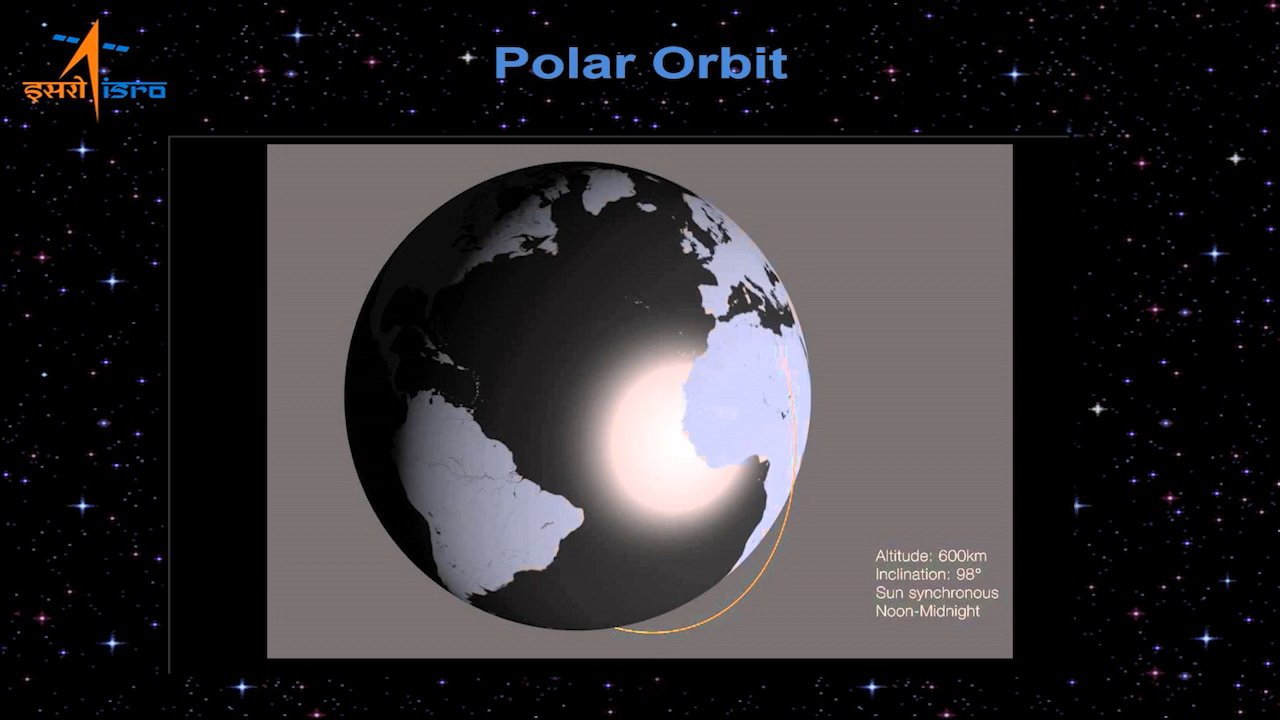 Polar Orbit
इसरो isro
Altitude: 600km
Inclination: 98°
Sun synchronous
Noon-Midnight